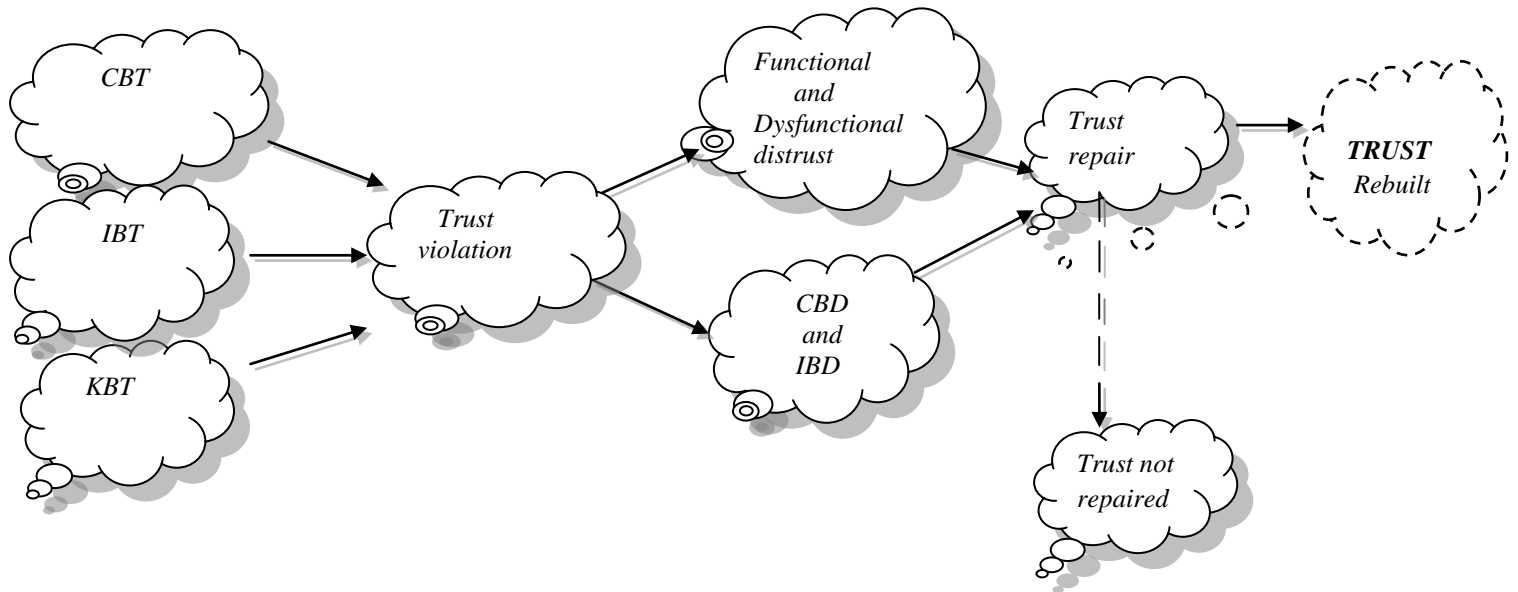 CBT
IBT
KBT
Trust
violation
Functional
and
Dysfunctional
distrust
CBD
and
IBD
Trust
repair
Trust not
repaired
TRUST
Rebuilt